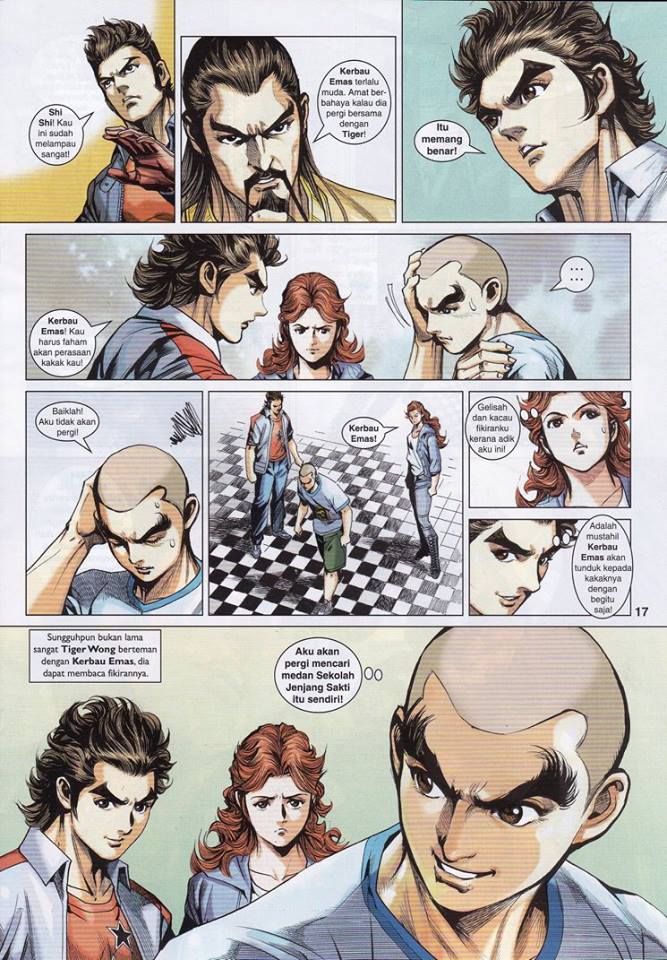 Shi
Shi! Kau
ini sudah
melampau
sangat!
Kerbau
Emas terlalu
muda. Amat ber-
bahaya kalau dia
pergi bersama
dengan
Tiger!
Itu
memang
benar!
Kerbau
Emas! Kau
harus faham
akan perasaan
kakak kau!
...
...
Baiklah!
Aku tidak akan
pergi!
Kerbau
Emas!
Gelisah
dan kacau
fikiranku
kerana adik
aku ini!
Adalah
mustahil
Kerbau
Emas akan
tunduk kepada
kakaknya
dengan
begitu
saja!
17
Sungguhpun bukan lama
sangat Tiger Wong berteman
dengan Kerbau Emas, dia
dapat membaca fikirannya.
Aku akan
pergi mencari
medan Sekolah
Jenjang Sakti
itu sendiri!